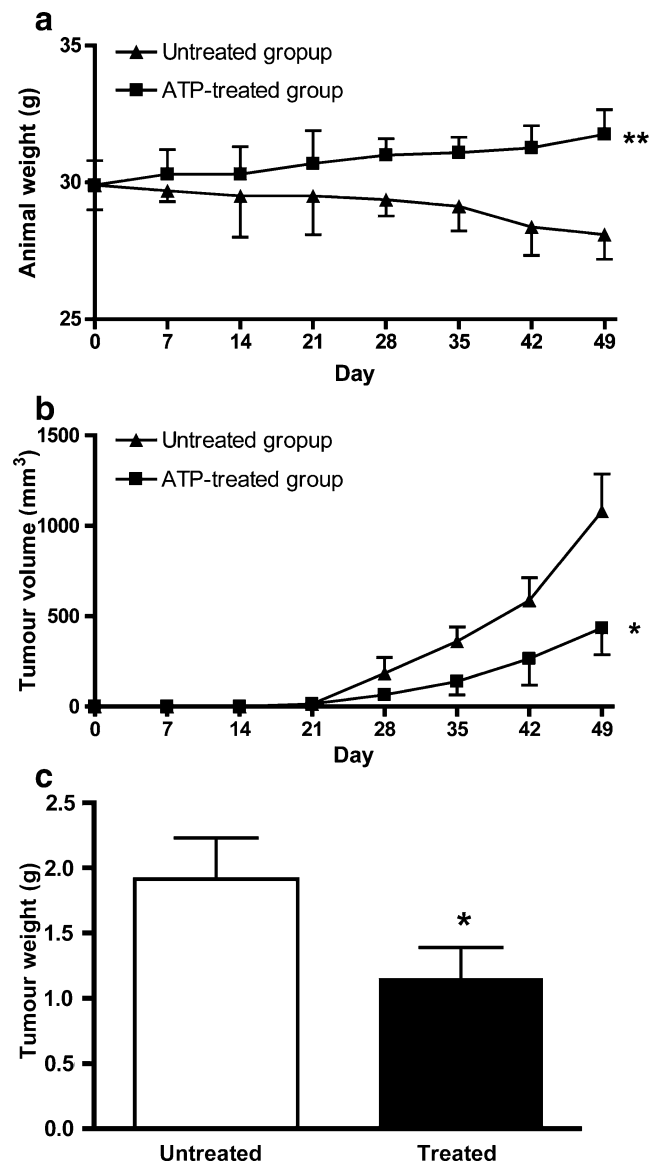 a
35
Untreated gropup
ATP-treated group
30
**
25
Animal weight (g)
0 7 14 21 28 35 42 49
Day
b
1500
Untreated gropup
ATP-treated group
1000
500
*
0
Tumour volume (mm³)
0 7 14 21 28 35 42 49
Day
c
2.5
2.0
1.5
*
1.0
0.5
0.0
Tumour weight (g)
Untreated Treated